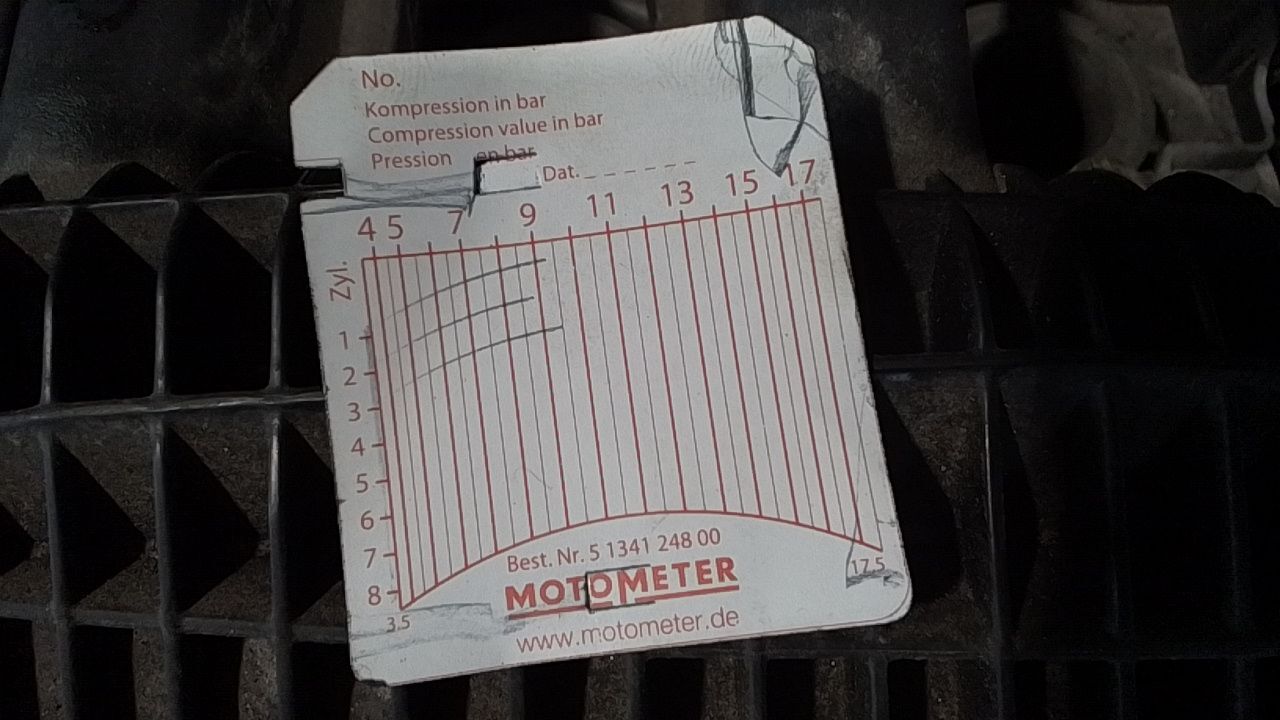 No.
Kompression in bar
Compression value in bar
Pression en bar
Dat.
4 5 7 9 11 13 15 17
Zyl.
1
2
3
4
5
6
7
8
3.5
17.5
Best. Nr. 5 1341 248 00
MOTOMETER
www.motometer.de